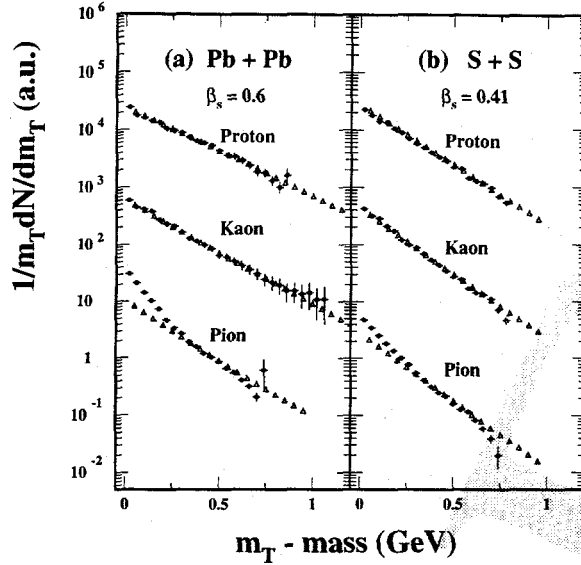 (a) Pb + Pb
β_s = 0.6
(b) S + S
β_s = 0.41
Proton
Kaon
Pion
Proton
Kaon
Pion
1/m_T dN/dm_T (a.u.)
10^6
10^5
10^4
10^3
10^2
10
1
10^-1
10^-2
0 0.5 1
0 0.5 1
m_T - mass (GeV)